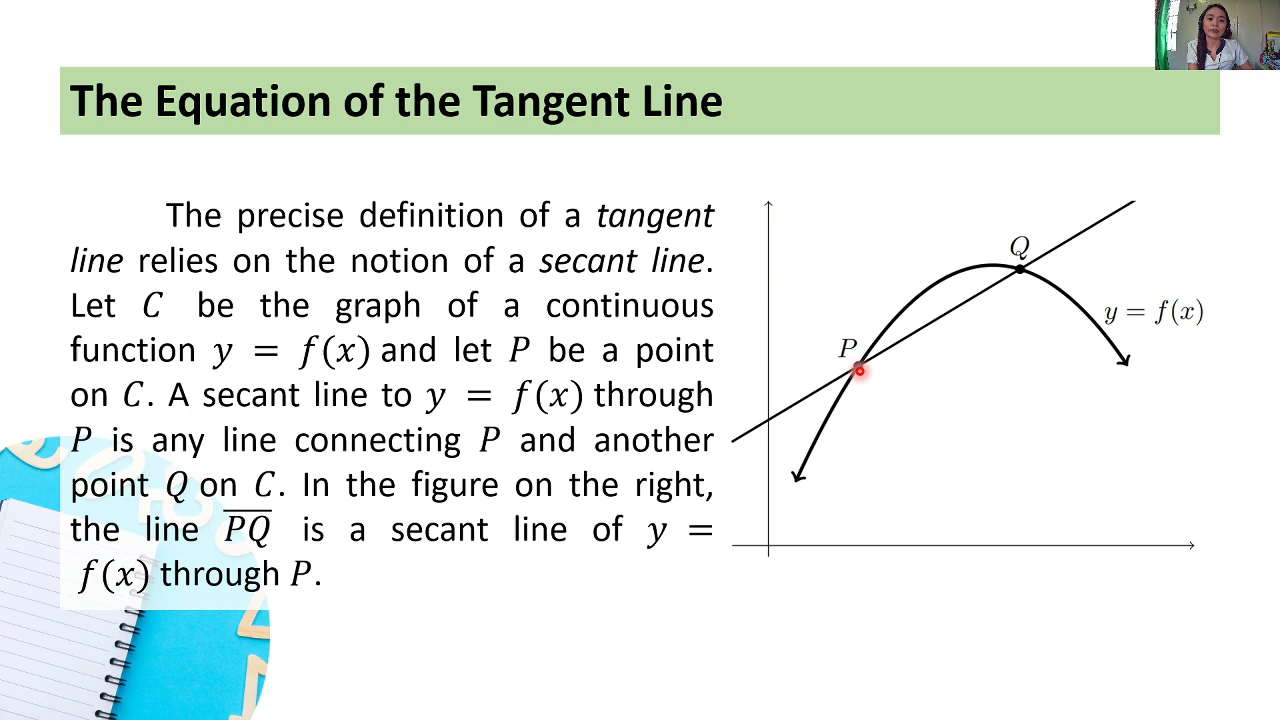 The Equation of the Tangent Line
The precise definition of a tangent
line relies on the notion of a secant line.
Let C be the graph of a continuous
function y = f(x) and let P be a point
on C. A secant line to y = f(x) through
P is any line connecting P and another
point Q on C. In the figure on the right,
the line P̅Q̅ is a secant line of y =
f(x) through P.
Q
y = f(x)
P